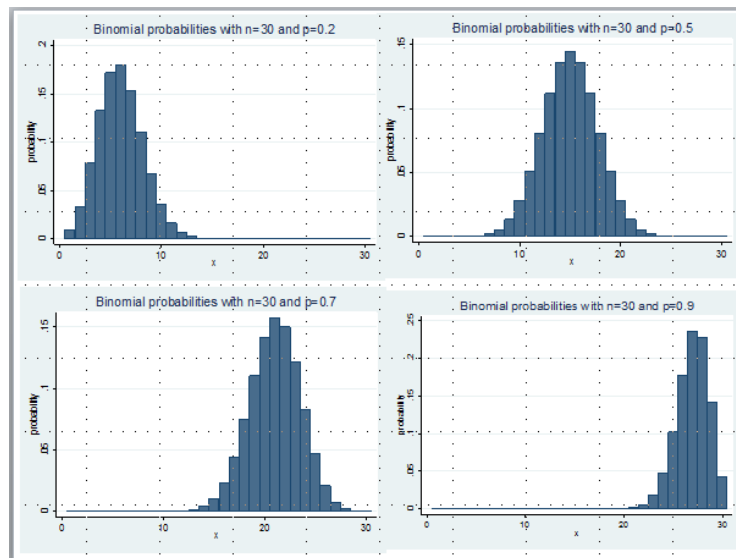 Binomial probabilities with n=30 and p=0.2
probability
0 .05 .1 .15 .2
0 10 20 30
x
Binomial probabilities with n=30 and p=0.5
probability
0 .05 .1 .15
0 10 20 30
x
Binomial probabilities with n=30 and p=0.7
probability
0 .05 .1 .15
0 10 20 30
x
Binomial probabilities with n=30 and p=0.9
probability
0 .05 .1 .15 .20 .25
0 10 20 30
x